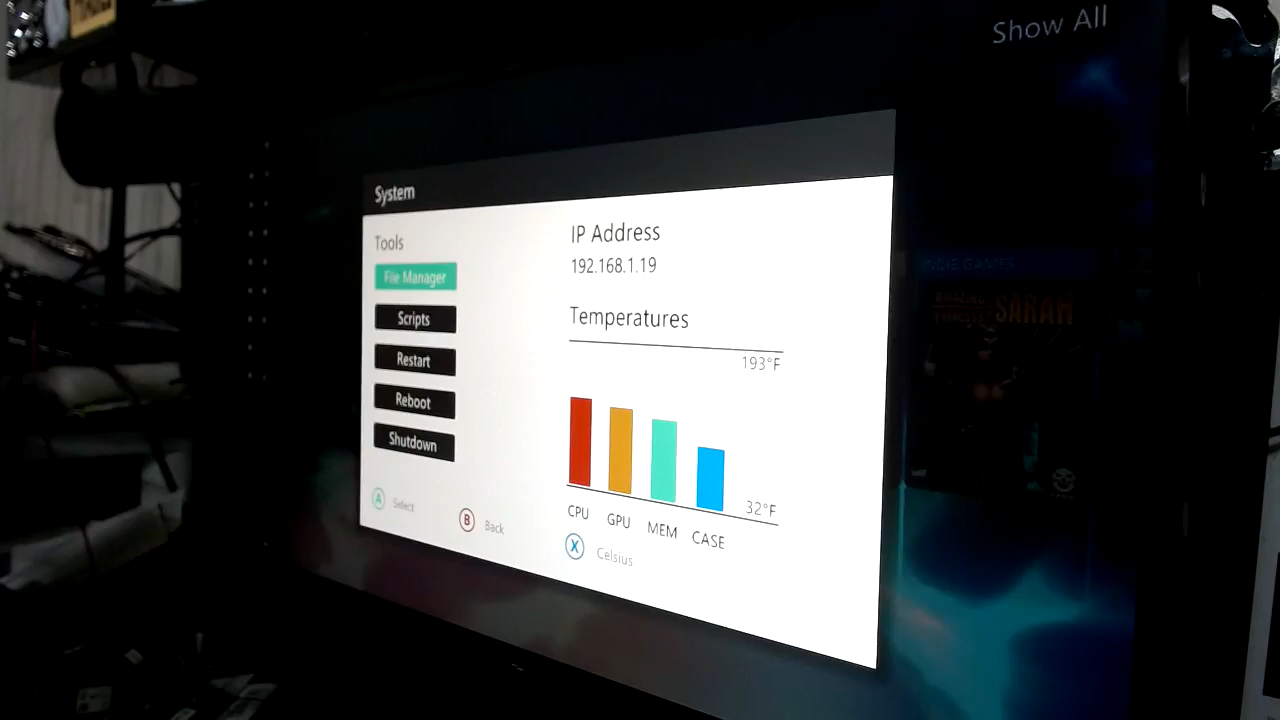 Show All
System
Tools
File Manager
Scripts
Restart
Reboot
Shutdown
A Select
B Back
IP Address
192.168.1.19
Temperatures
193°F
32°F
CPU GPU MEM CASE
X Celsius
INDIE GAMES
SARAH